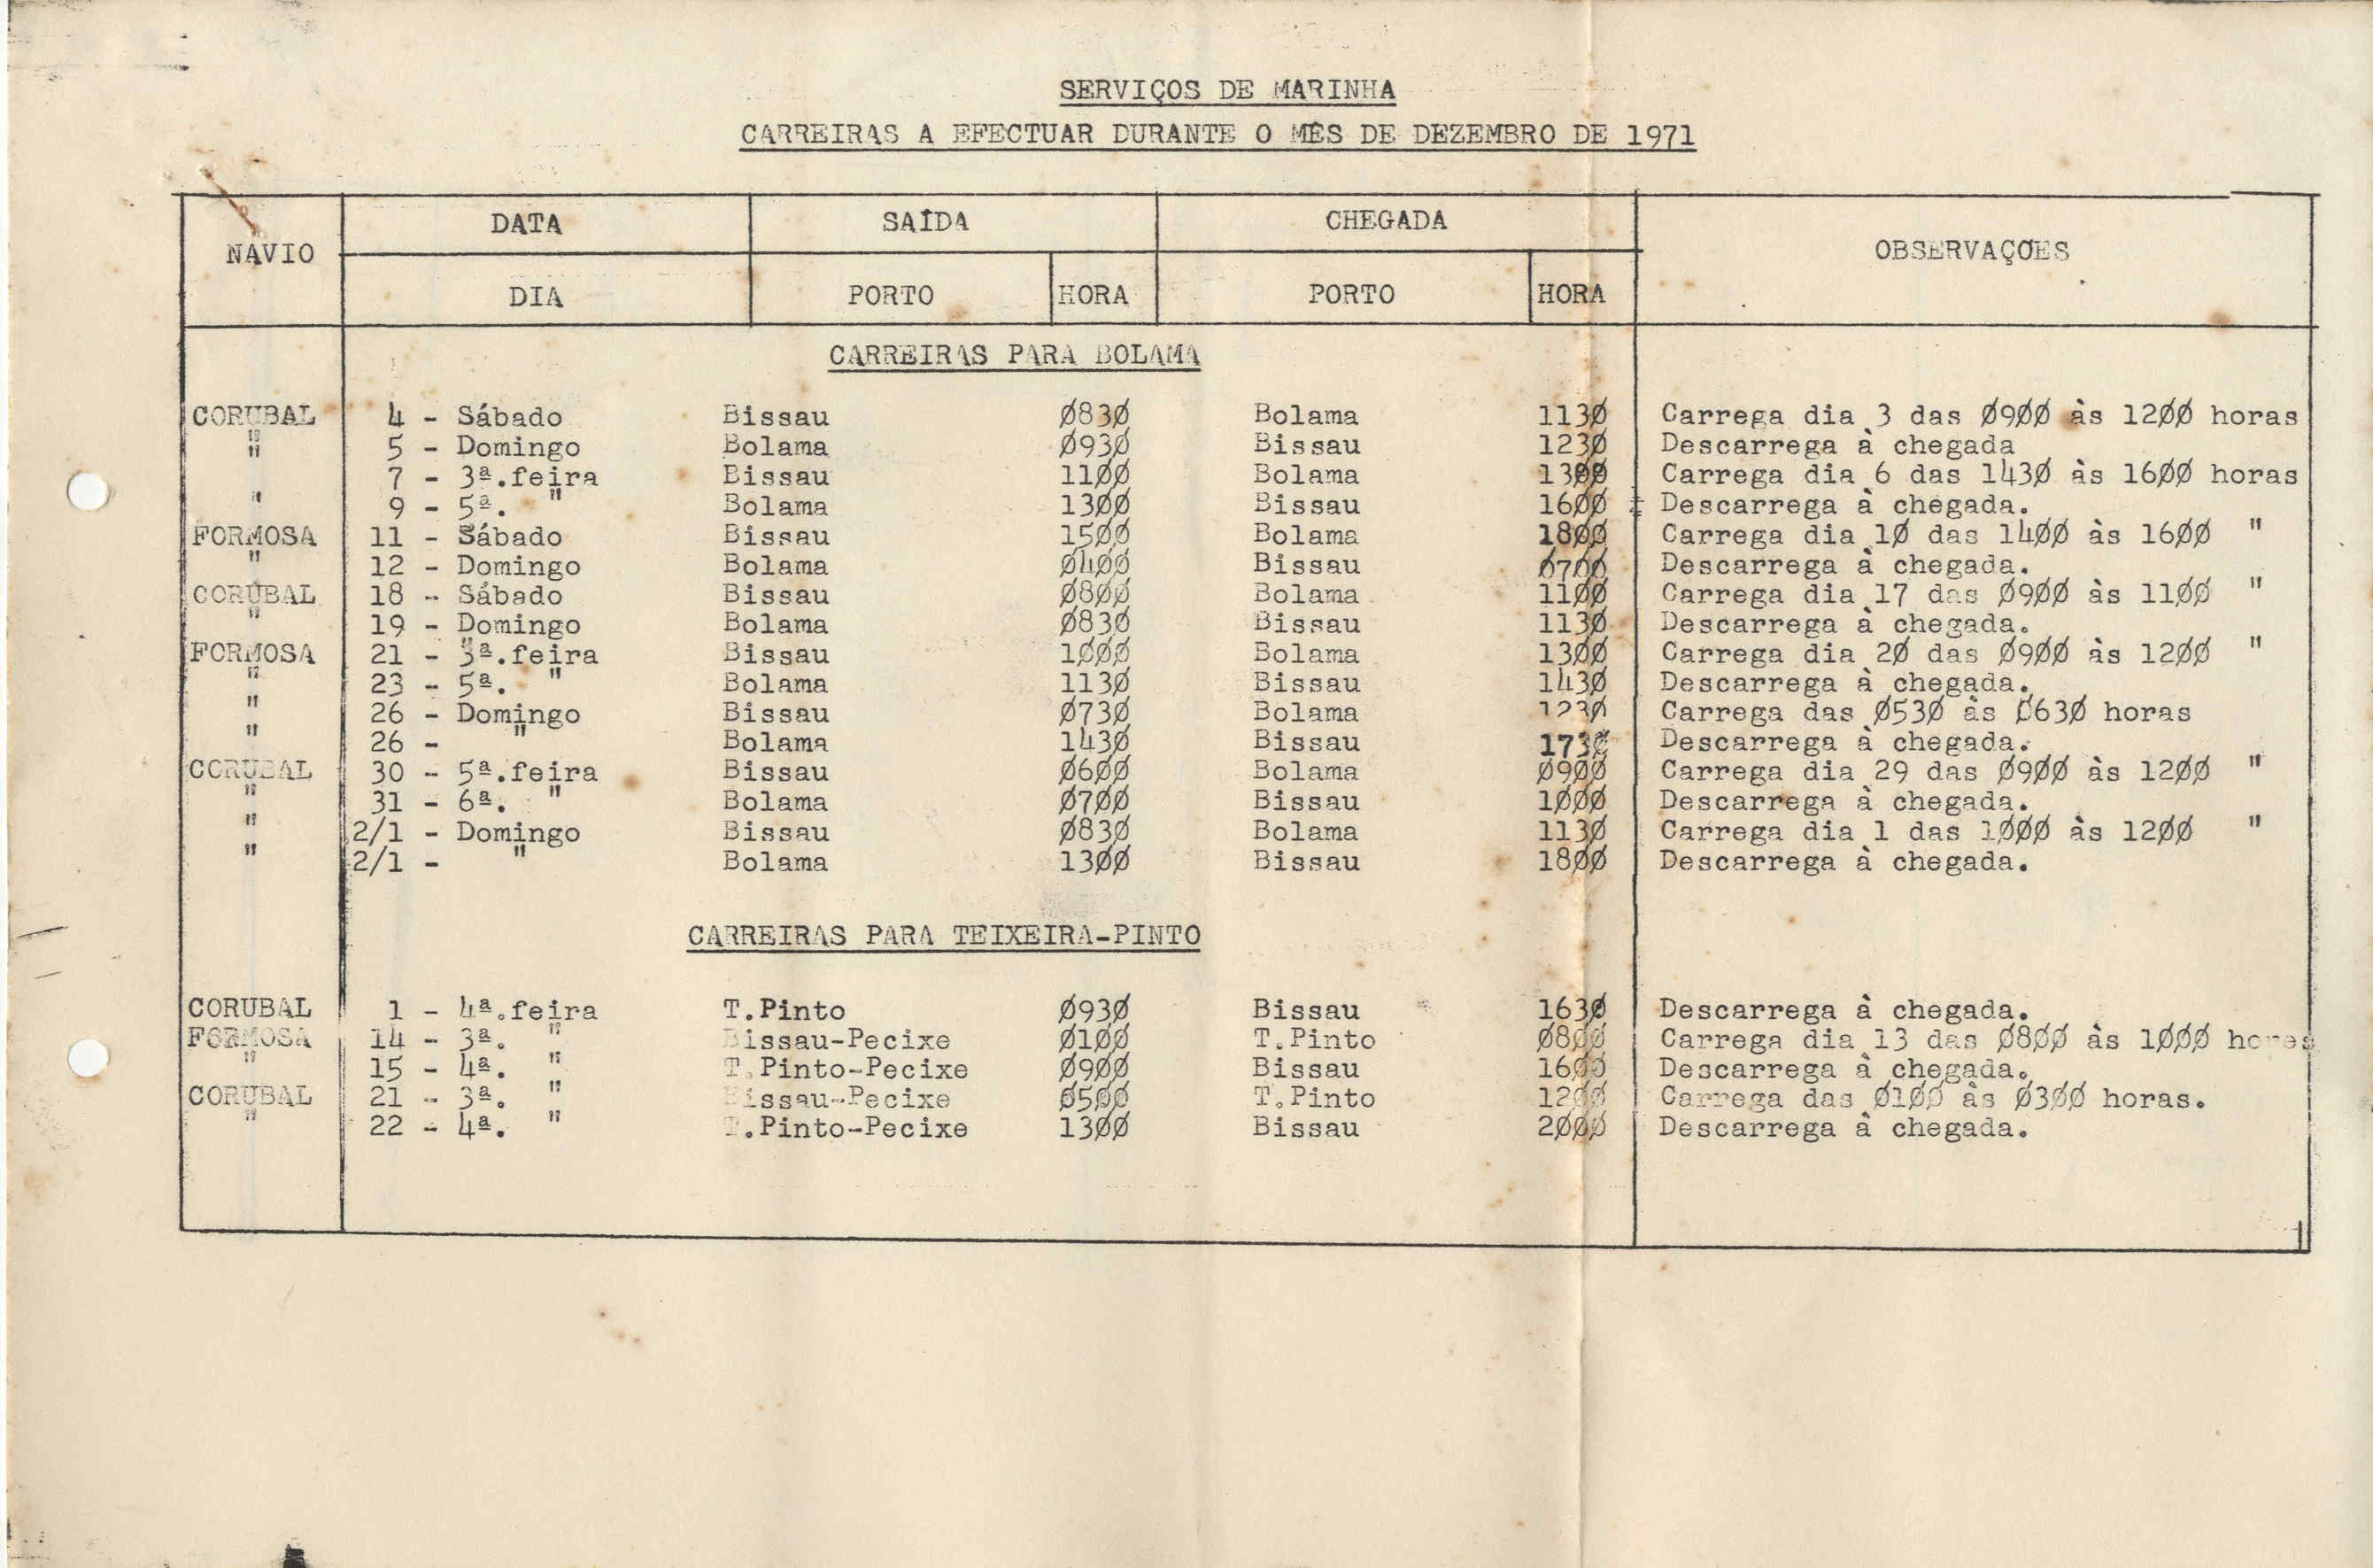 SERVIÇOS DE MARINHA
CARREIRAS A EFECTUAR DURANTE O MÊS DE DEZEMBRO DE 1971
NAVIO DATA SAÍDA CHEGADA OBSERVAÇÕES
DIA PORTO HORA PORTO HORA
CARREIRAS PARA BOLAMA
CORUBAL 4 - Sábado Bissau Ø83Ø Bolama 113Ø Carrega dia 3 das Ø9ØØ às 12ØØ horas
" 5 - Domingo Bolama Ø93Ø Bissau 123Ø Descarrega à chegada
" 7 - 3ª.feira Bissau 11ØØ Bolama 13ØØ Carrega dia 6 das 143Ø às 16ØØ horas
" 9 - 5ª. " Bolama 13ØØ Bissau 16ØØ Descarrega à chegada.
FORMOSA 11 - Sábado Bissau 15ØØ Bolama 18ØØ Carrega dia 1Ø das 14ØØ às 16ØØ "
" 12 - Domingo Bolama Ø4ØØ Bissau Ø7ØØ Descarrega à chegada.
CORUBAL 18 - Sábado Bissau Ø8ØØ Bolama 11ØØ Carrega dia 17 das Ø9ØØ às 11ØØ "
" 19 - Domingo Bolama Ø83Ø Bissau 113Ø Descarrega à chegada.
FORMOSA 21 - 3ª.feira Bissau 1ØØØ Bolama 13ØØ Carrega dia 2Ø das Ø9ØØ às 12ØØ "
" 23 - 5ª. " Bolama 113Ø Bissau 143Ø Descarrega à chegada.
" 26 - Domingo Bissau Ø73Ø Bolama 123Ø Carrega das Ø53Ø às Ø63Ø horas
" 26 - " Bolama 143Ø Bissau 173Ø Descarrega à chegada.
CORUBAL 30 - 5ª.feira Bissau Ø6ØØ Bolama Ø9ØØ Carrega dia 29 das Ø9ØØ às 12ØØ "
" 31 - 6ª. " Bolama Ø7ØØ Bissau 1ØØØ Descarrega à chegada.
" 2/1 - Domingo Bissau Ø83Ø Bolama 113Ø Carrega dia 1 das 1ØØØ às 12ØØ "
" 2/1 - " Bolama 13ØØ Bissau 18ØØ Descarrega à chegada.
CARREIRAS PARA TEIXEIRA-PINTO
CORUBAL 1 - 4ª.feira T.Pinto Ø93Ø Bissau 163Ø Descarrega à chegada.
FORMOSA 14 - 3ª. " Bissau-Pecixe Ø1ØØ T.Pinto Ø8ØØ Carrega dia 13 das Ø8ØØ às 1ØØØ horas
" 15 - 4ª. " T.Pinto-Pecixe Ø9ØØ Bissau 16ØØ Descarrega à chegada.
CORUBAL 21 - 3ª. " Bissau-Pecixe Ø5ØØ T.Pinto 12ØØ Carrega das Ø1ØØ às Ø3ØØ horas.
" 22 - 4ª. " T.Pinto-Pecixe 13ØØ Bissau 2ØØØ Descarrega à chegada.